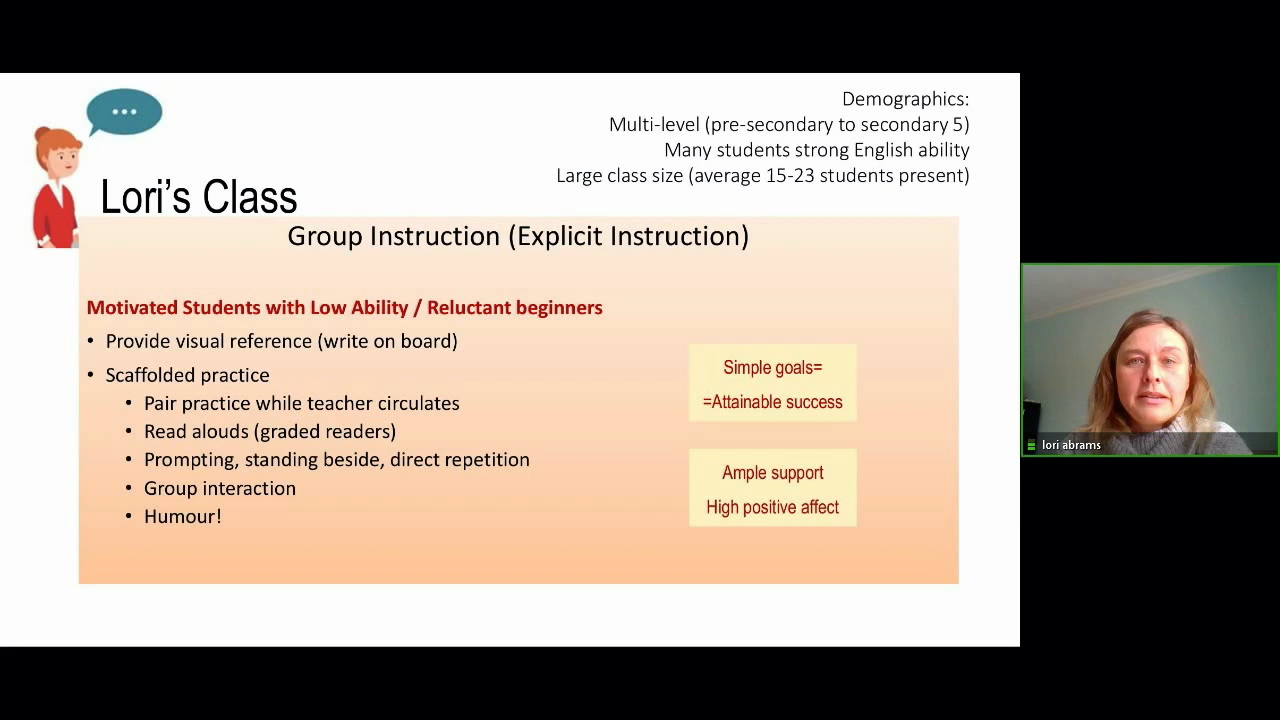 Demographics:
Multi-level (pre-secondary to secondary 5)
Many students strong English ability
Large class size (average 15-23 students present)
Lori's Class
Group Instruction (Explicit Instruction)
Motivated Students with Low Ability / Reluctant beginners
• Provide visual reference (write on board)
• Scaffolded practice
• Pair practice while teacher circulates
• Read alouds (graded readers)
• Prompting, standing beside, direct repetition
• Group interaction
• Humour!
Simple goals=
=Attainable success
Ample support
High positive affect
lori abrams